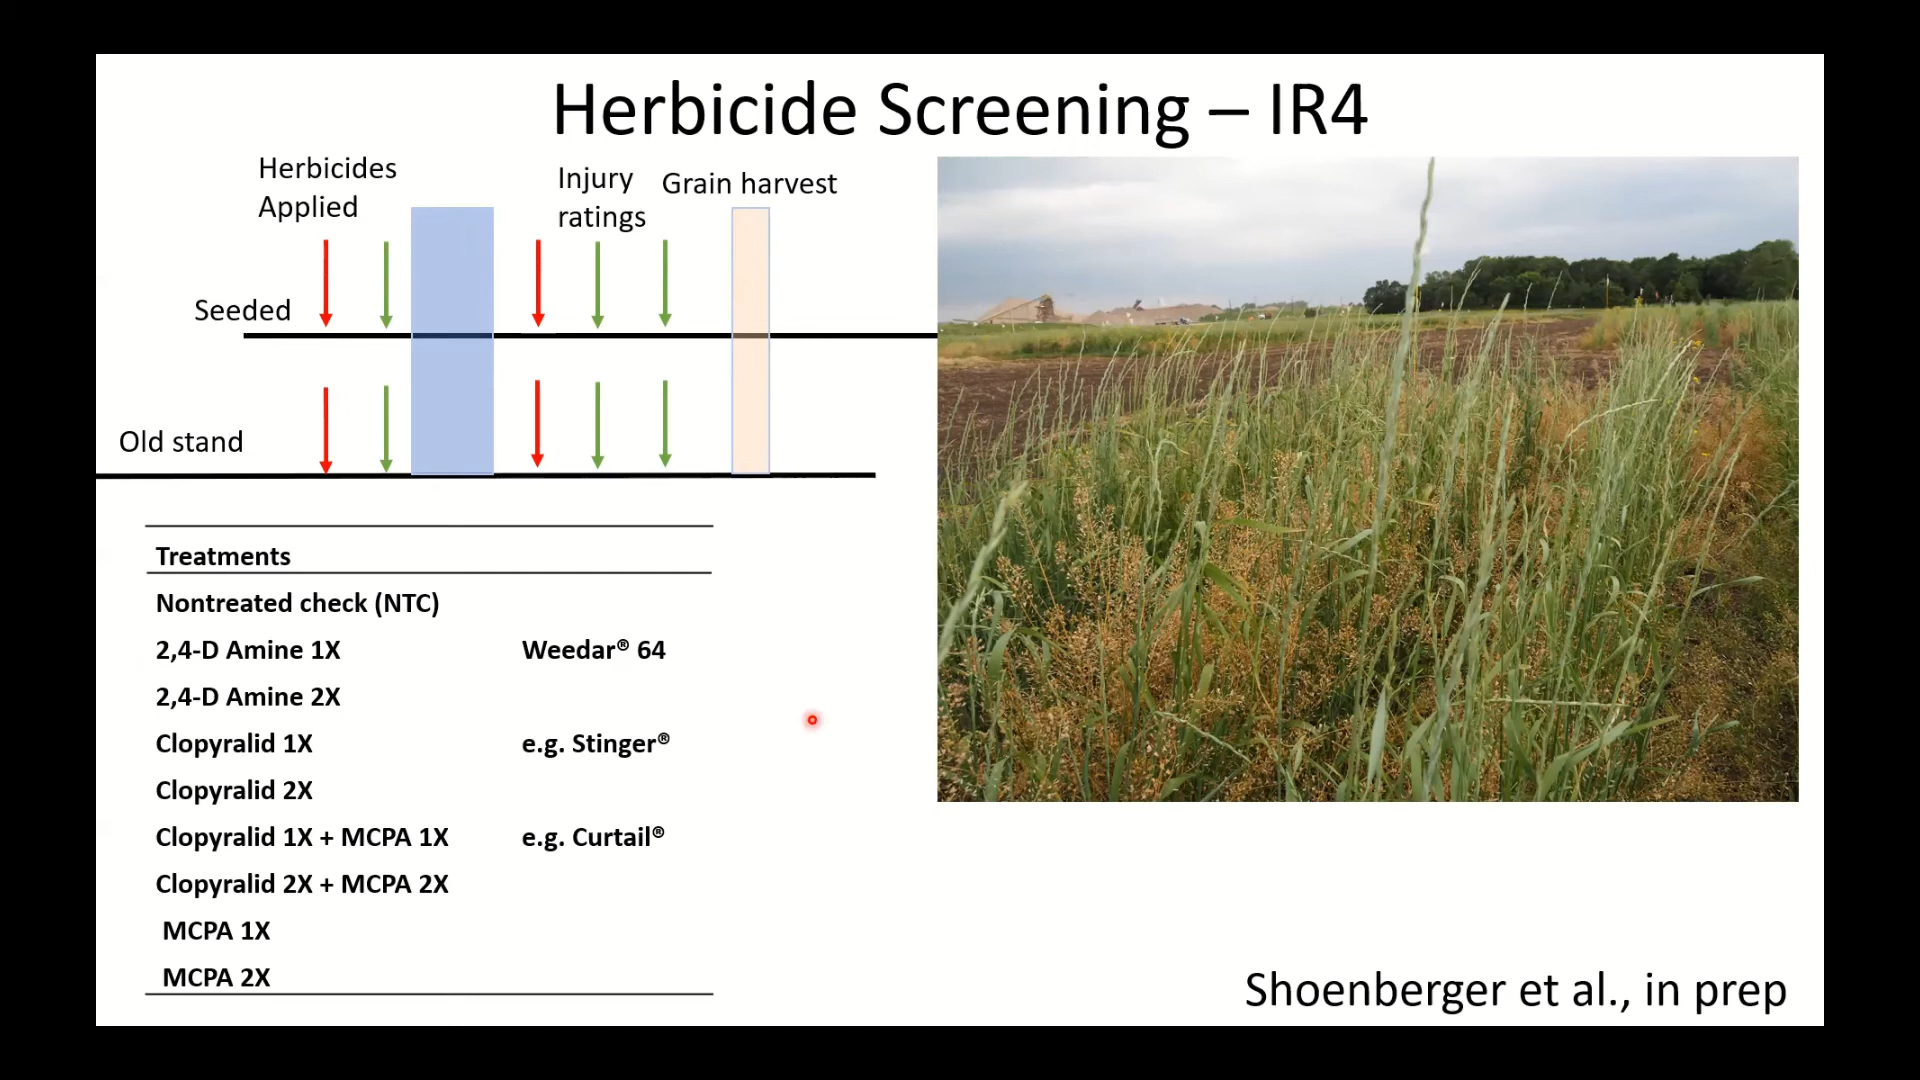 Herbicide Screening – IR4
Herbicides
Applied
Injury
ratings
Grain harvest
Seeded
Old stand
Treatments
Nontreated check (NTC)
2,4-D Amine 1X Weedar® 64
2,4-D Amine 2X
Clopyralid 1X e.g. Stinger®
Clopyralid 2X
Clopyralid 1X + MCPA 1X e.g. Curtail®
Clopyralid 2X + MCPA 2X
MCPA 1X
MCPA 2X
Shoenberger et al., in prep